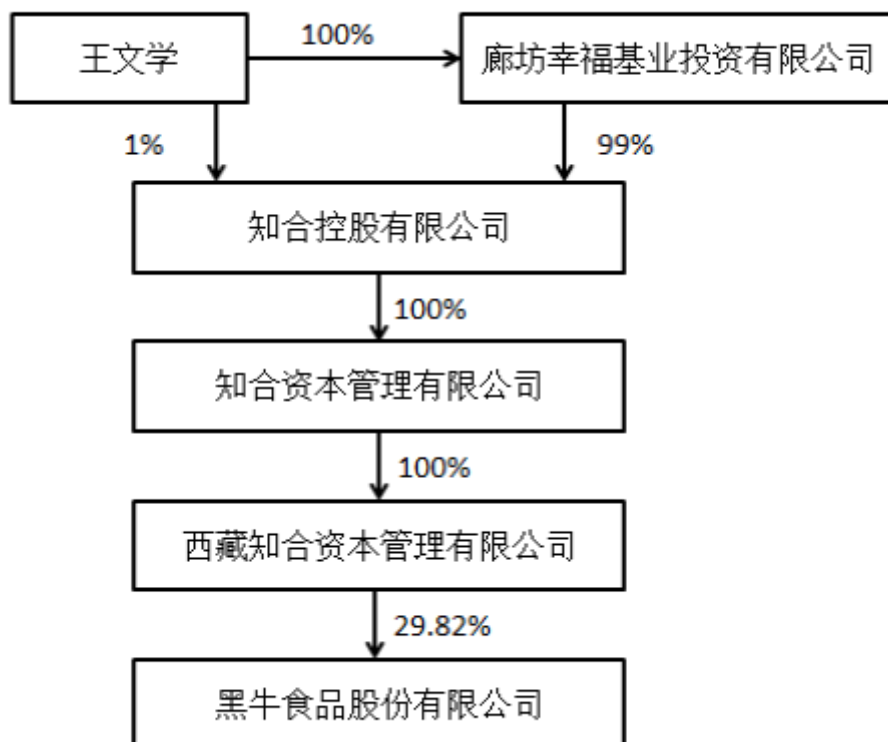 王文学
100%
廊坊幸福基业投资有限公司
1%
99%
知合控股有限公司
100%
知合资本管理有限公司
100%
西藏知合资本管理有限公司
29.82%
黑牛食品股份有限公司